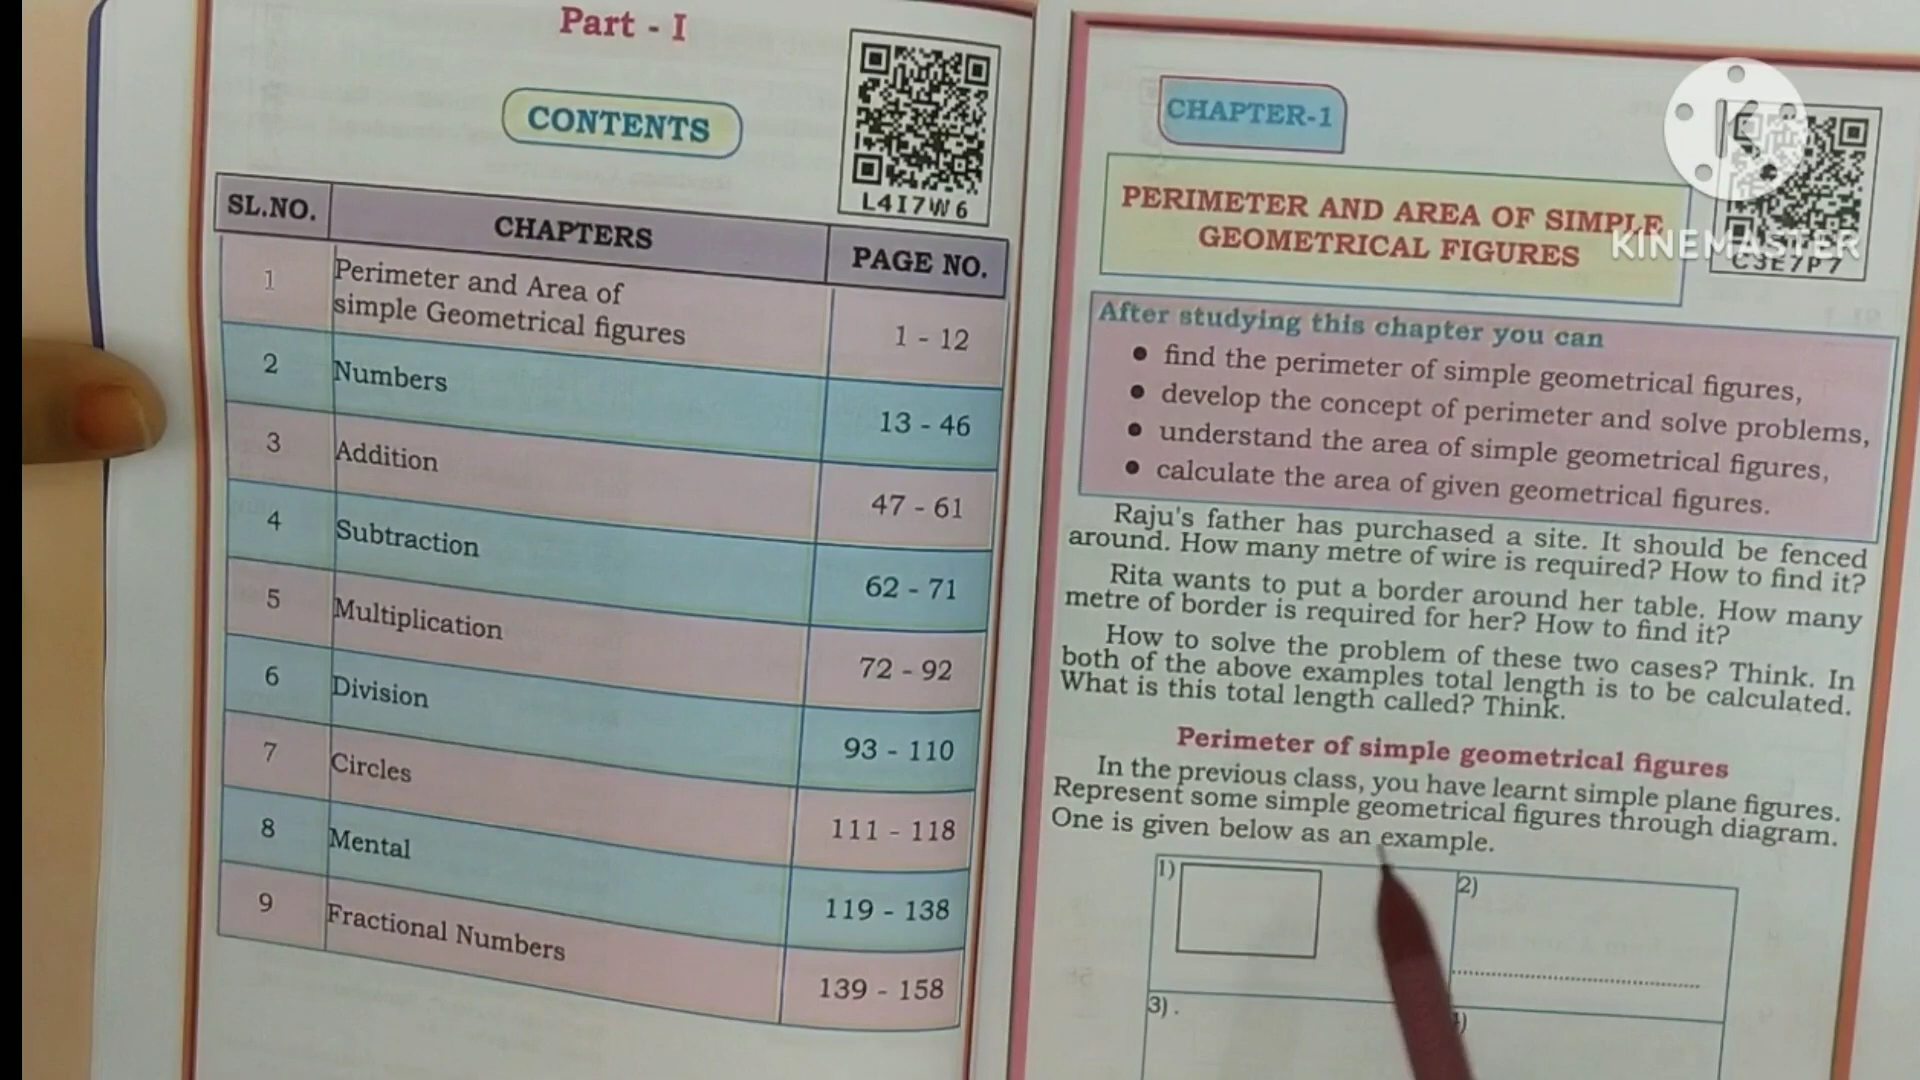 Part - I
CONTENTS
L4I7W6
SL.NO. CHAPTERS PAGE NO.
1 Perimeter and Area of
simple Geometrical figures 1 - 12
2 Numbers 13 - 46
3 Addition 47 - 61
4 Subtraction 62 - 71
5 Multiplication 72 - 92
6 Division 93 - 110
7 Circles 111 - 118
8 Mental 119 - 138
9 Fractional Numbers 139 - 158
CHAPTER-1
PERIMETER AND AREA OF SIMPLE
GEOMETRICAL FIGURES
KINEMASTER
C3E7P7
After studying this chapter you can
● find the perimeter of simple geometrical figures,
● develop the concept of perimeter and solve problems,
● understand the area of simple geometrical figures,
● calculate the area of given geometrical figures.
Raju's father has purchased a site. It should be fenced
around. How many metre of wire is required? How to find it?
Rita wants to put a border around her table. How many
metre of border is required for her? How to find it?
How to solve the problem of these two cases? Think. In
both of the above examples total length is to be calculated.
What is this total length called? Think.
Perimeter of simple geometrical figures
In the previous class, you have learnt simple plane figures.
Represent some simple geometrical figures through diagram.
One is given below as an example.
1)
2)
3) .